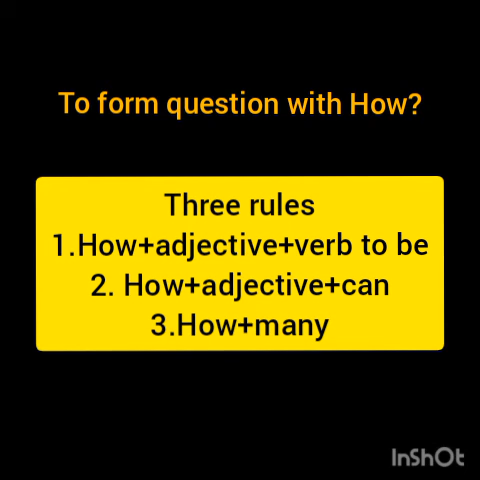 To form question with How?
Three rules
1.How+adjective+verb to be
2. How+adjective+can
3.How+many
InShOt